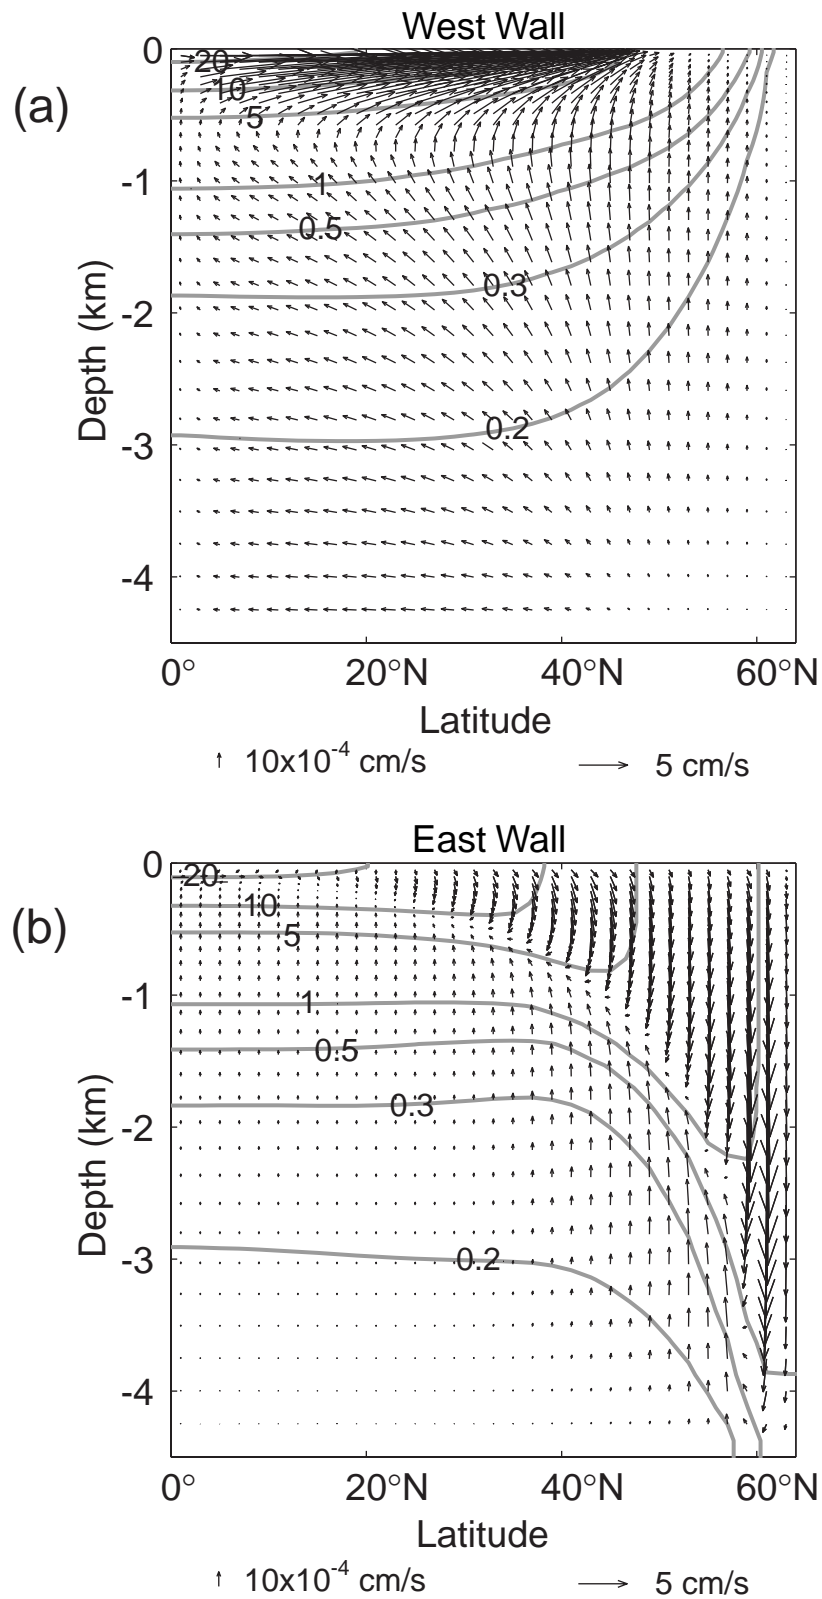 West Wall
(a)
0
20
10
5
-1
1
0.5
0.3
-2
-3
0.2
-4
Depth (km)
0° 20°N 40°N 60°N
Latitude
10x10-4 cm/s 5 cm/s
East Wall
(b)
0
20
10
5
-1
1
0.5
0.3
-2
-3
0.2
-4
Depth (km)
0° 20°N 40°N 60°N
Latitude
10x10-4 cm/s 5 cm/s